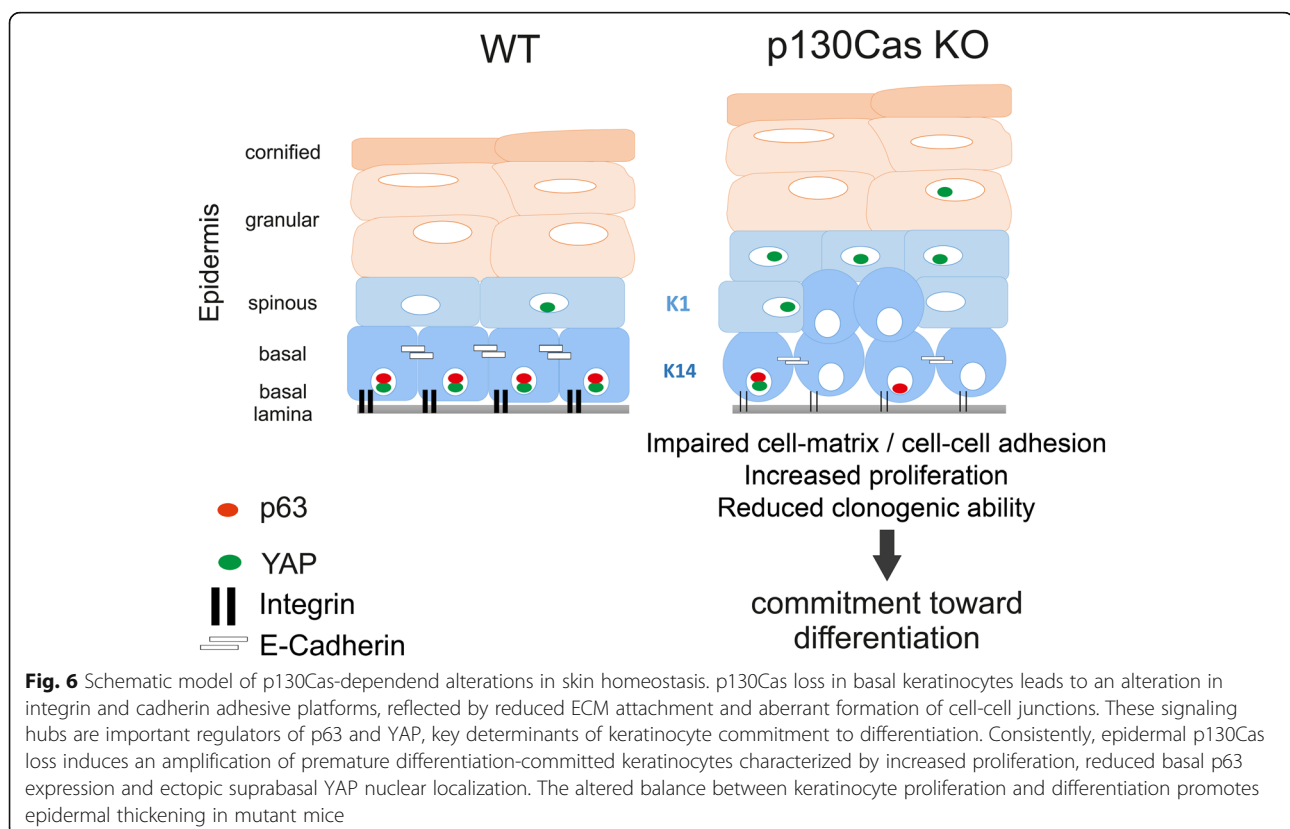 WT
p130Cas KO
Epidermis
cornified
granular
spinous
basal
basal
lamina
K1
K14
Impaired cell-matrix / cell-cell adhesion
Increased proliferation
Reduced clonogenic ability
commitment toward
differentiation
p63
YAP
Integrin
E-Cadherin
Fig. 6 Schematic model of p130Cas-dependend alterations in skin homeostasis. p130Cas loss in basal keratinocytes leads to an alteration in
integrin and cadherin adhesive platforms, reflected by reduced ECM attachment and aberrant formation of cell-cell junctions. These signaling
hubs are important regulators of p63 and YAP, key determinants of keratinocyte commitment to differentiation. Consistently, epidermal p130Cas
loss induces an amplification of premature differentiation-committed keratinocytes characterized by increased proliferation, reduced basal p63
expression and ectopic suprabasal YAP nuclear localization. The altered balance between keratinocyte proliferation and differentiation promotes
epidermal thickening in mutant mice